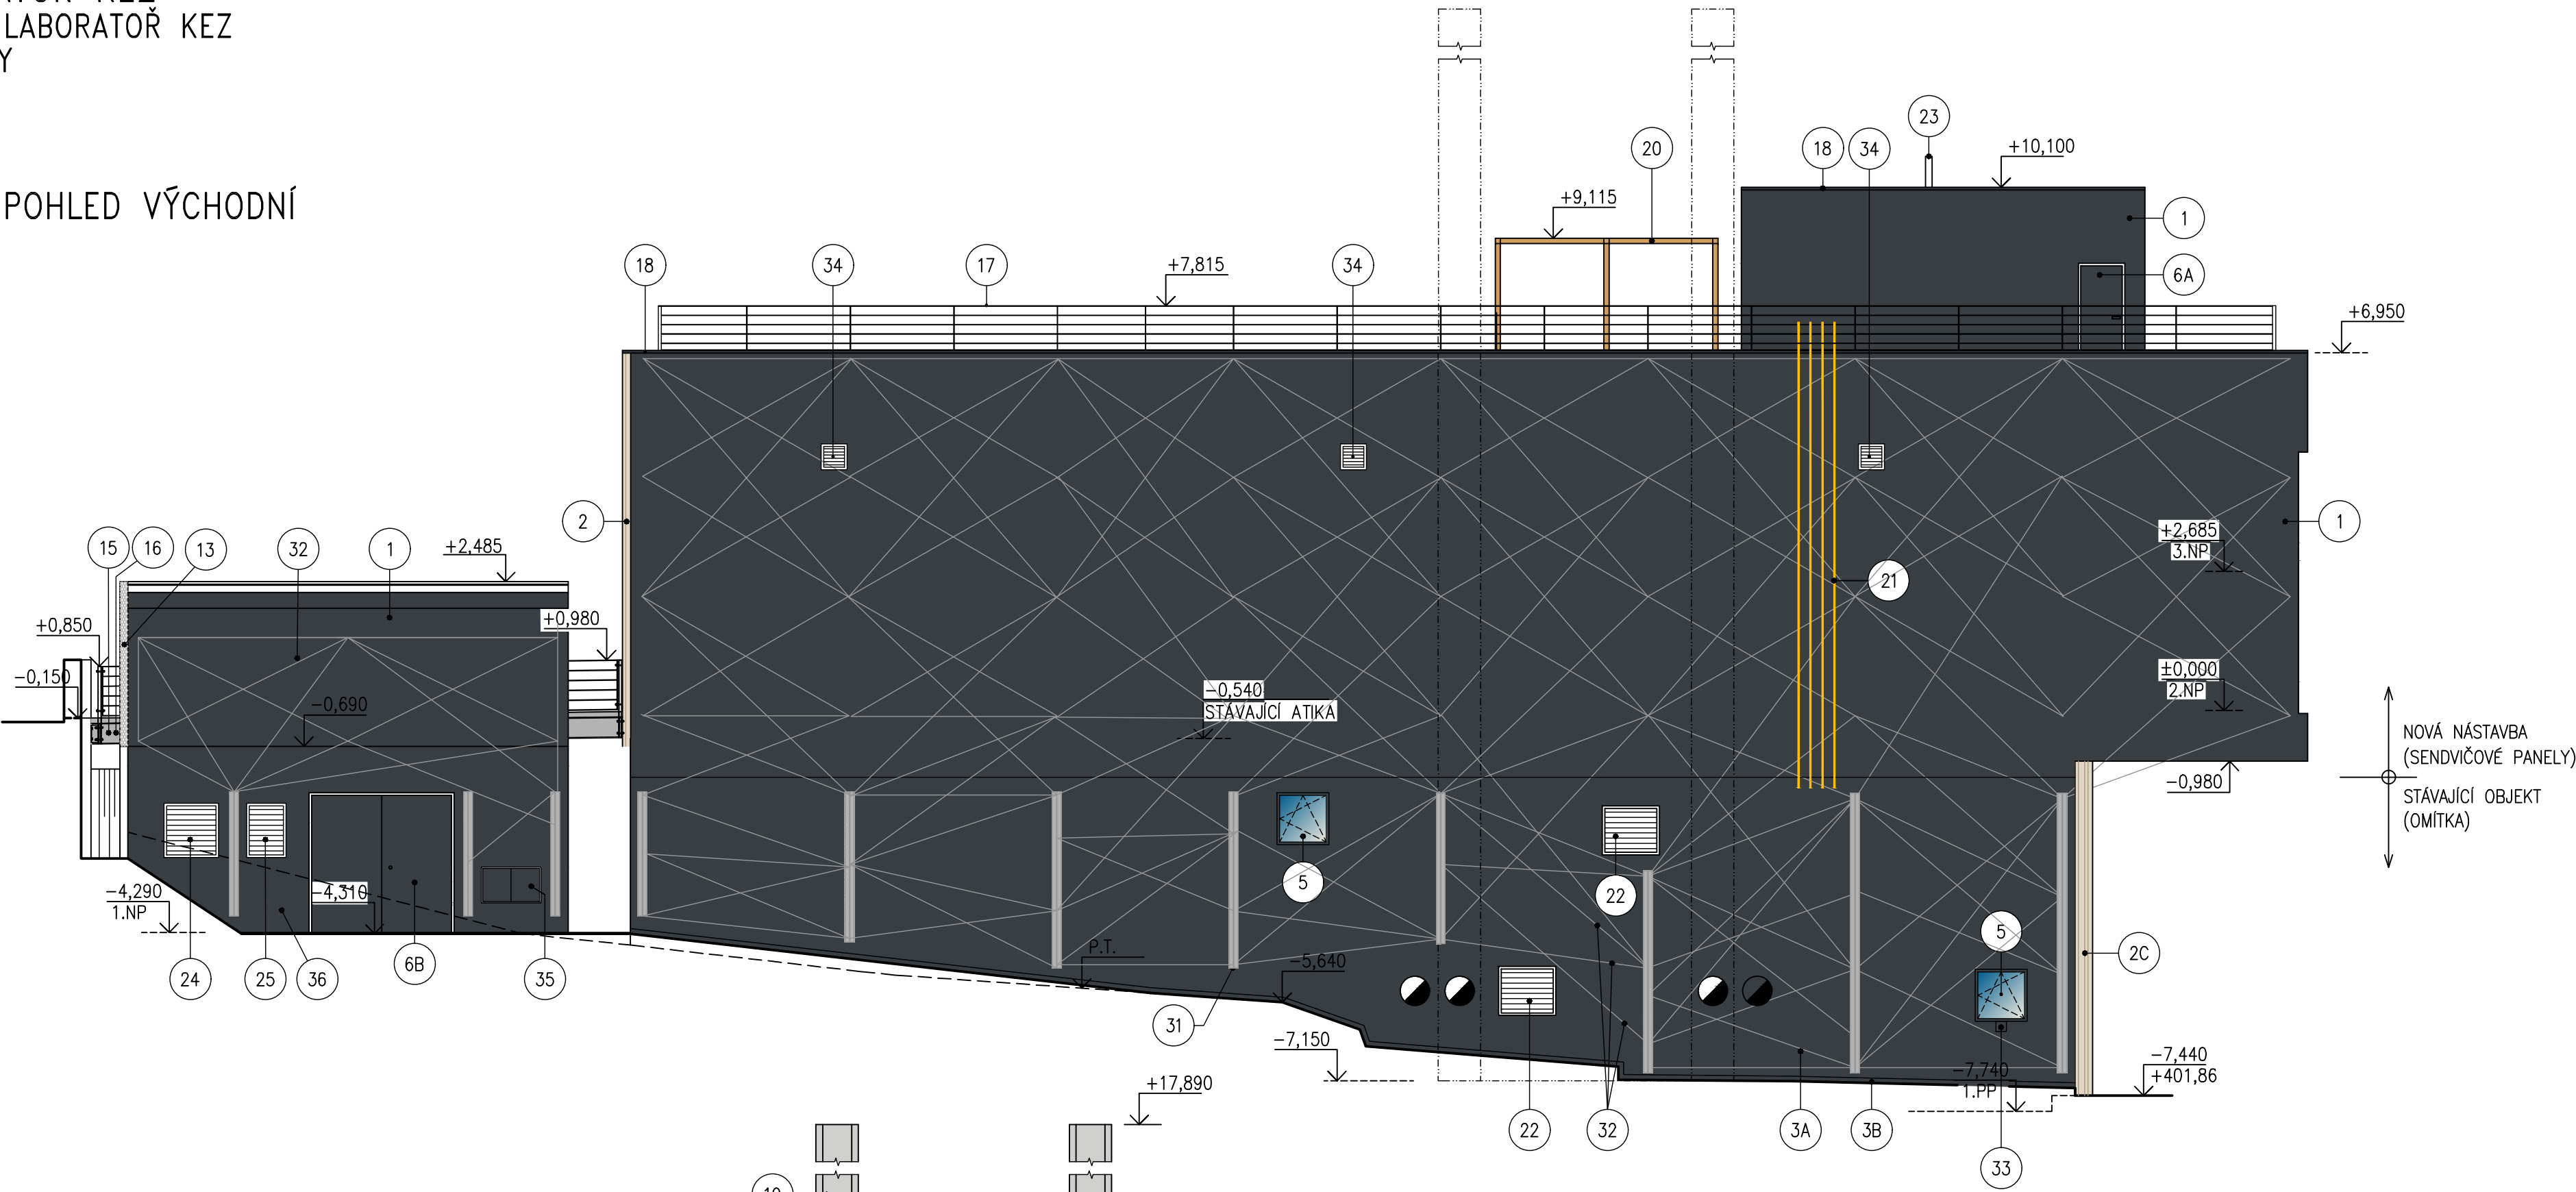 LABORATOŘ KEZ
Y
POHLED VÝCHODNÍ
23
20
18
34
+10,100
+9,115
1
18
34
17
+7,815
34
6A
+6,950
2
1
+2,685
3.NP
15
16
13
32
1
+2,485
21
+0,850
+0,980
-0,150
-0,690
-0,540
STÁVAJÍCÍ ATIKA
±0,000
2.NP
NOVÁ NÁSTAVBA
(SENDVIČOVÉ PANELY)
-0,980
STÁVAJÍCÍ OBJEKT
(OMÍTKA)
-4,290
1.NP
-4,310
5
22
5
24
25
36
6B
35
P.T.
-5,640
2C
31
-7,150
-7,440
+401,86
-7,740
1.PP
+17,890
22
32
3A
3B
33